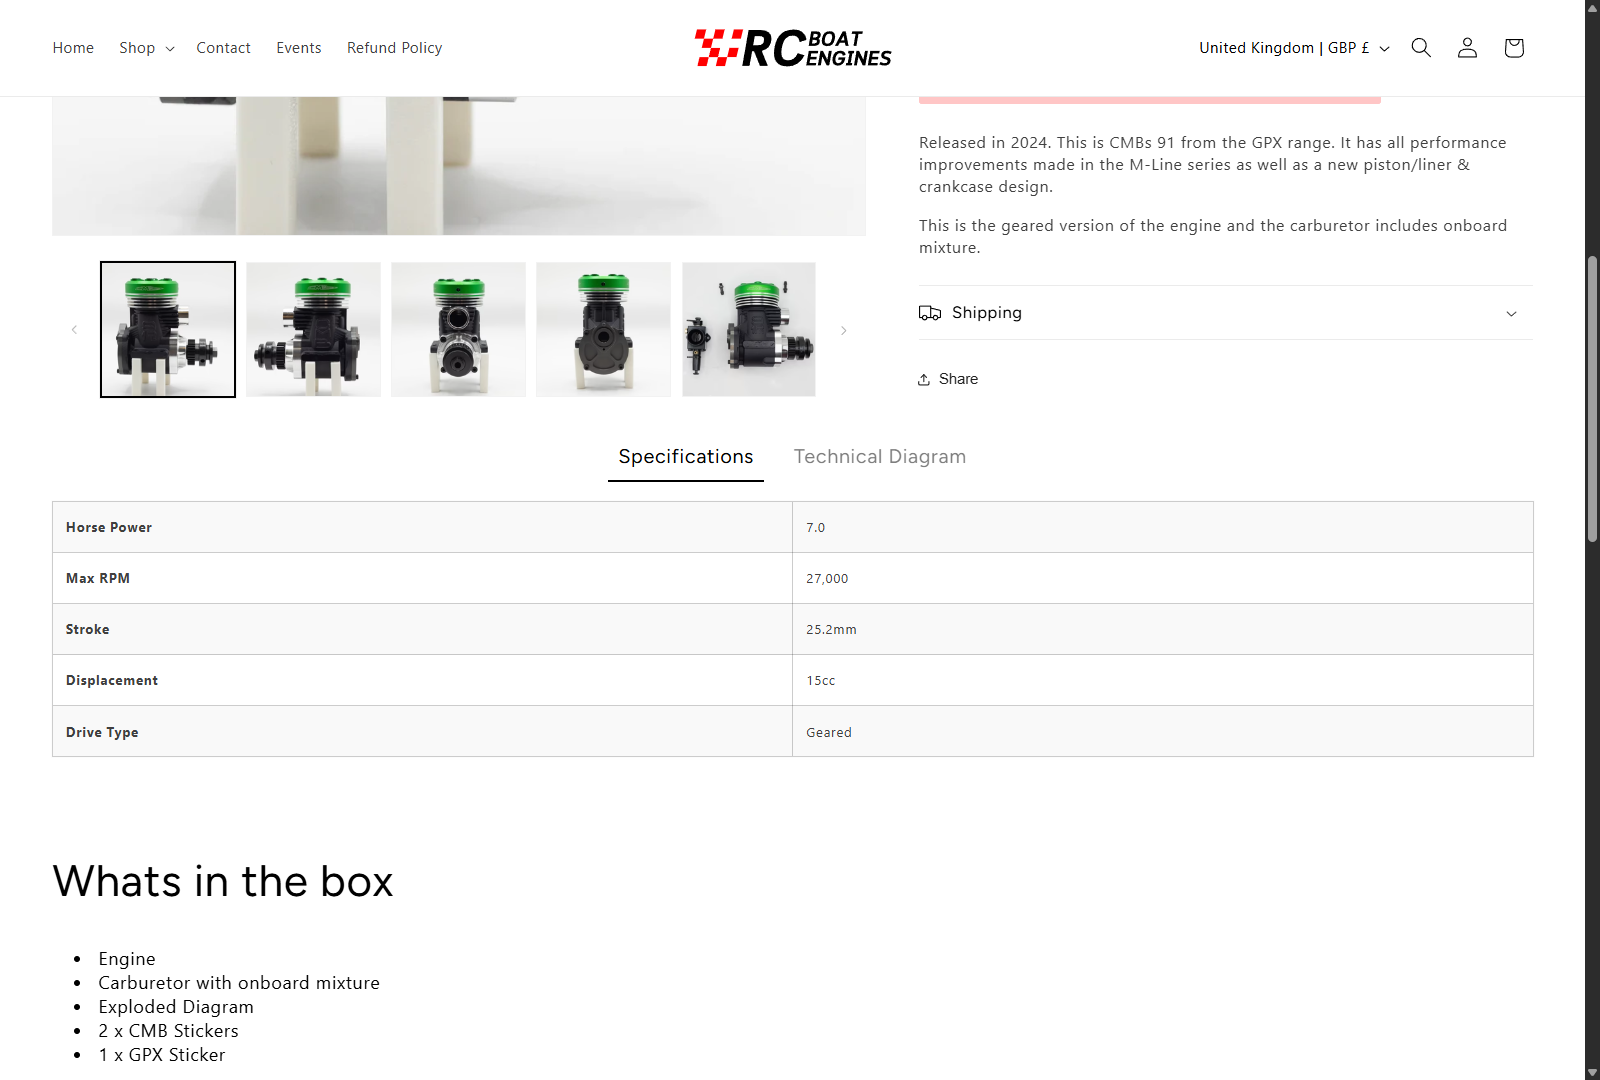 Home Shop Contact Events Refund Policy
RC BOAT ENGINES
United Kingdom | GBP £
Released in 2024. This is CMBs 91 from the GPX range. It has all performance
improvements made in the M-Line series as well as a new piston/liner &
crankcase design.
This is the geared version of the engine and the carburetor includes onboard
mixture.
Shipping
Share
Specifications Technical Diagram
Horse Power 7.0
Max RPM 27,000
Stroke 25.2mm
Displacement 15cc
Drive Type Geared
Whats in the box
• Engine
• Carburetor with onboard mixture
• Exploded Diagram
• 2 x CMB Stickers
• 1 x GPX Sticker